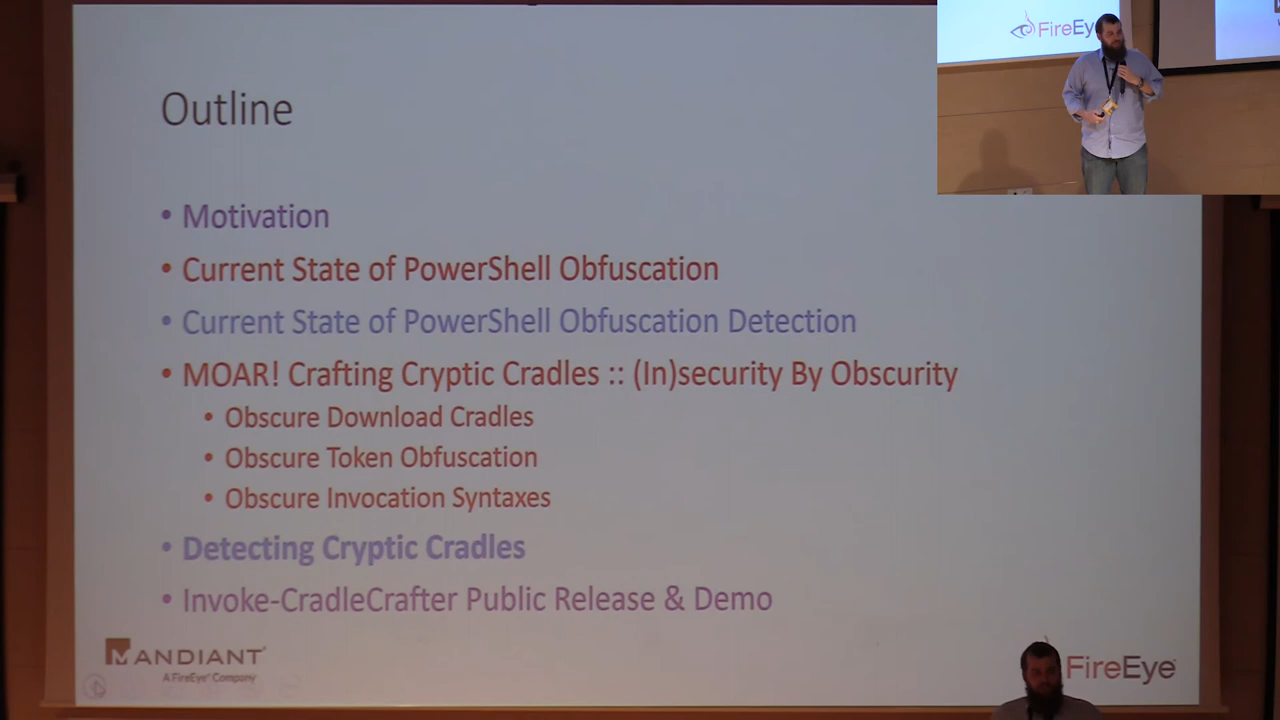 FireEy
Outline
• Motivation
• Current State of PowerShell Obfuscation
• Current State of PowerShell Obfuscation Detection
• MOAR! Crafting Cryptic Cradles :: (In)security By Obscurity
• Obscure Download Cradles
• Obscure Token Obfuscation
• Obscure Invocation Syntaxes
• Detecting Cryptic Cradles
• Invoke-CradleCrafter Public Release & Demo
MANDIANT
A FireEye® Company
FireEye